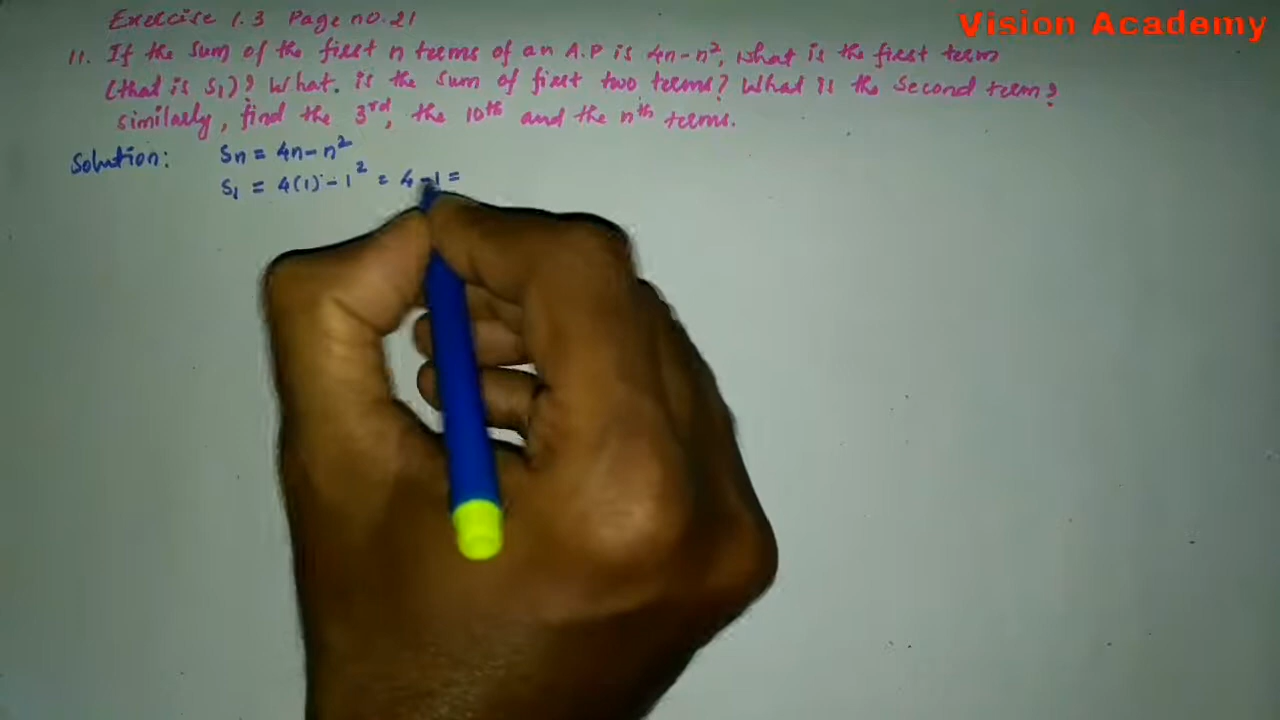 Exercise 1.3 Page no.21
Vision Academy
11. If the sum of the first n terms of an A.P is 4n-n², what is the first term
(that is S₁)? What. is the sum of first two terms? What is the second term?
similarly, find the 3rd, the 10th and the nth terms.
Solution: Sn = 4n-n²
S₁ = 4(1)-1² = 4-1=